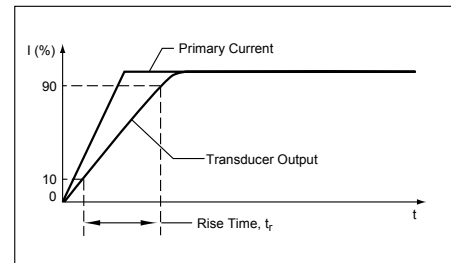 I (%)
Primary Current
90
Transducer Output
10
0
t
Rise Time, tr